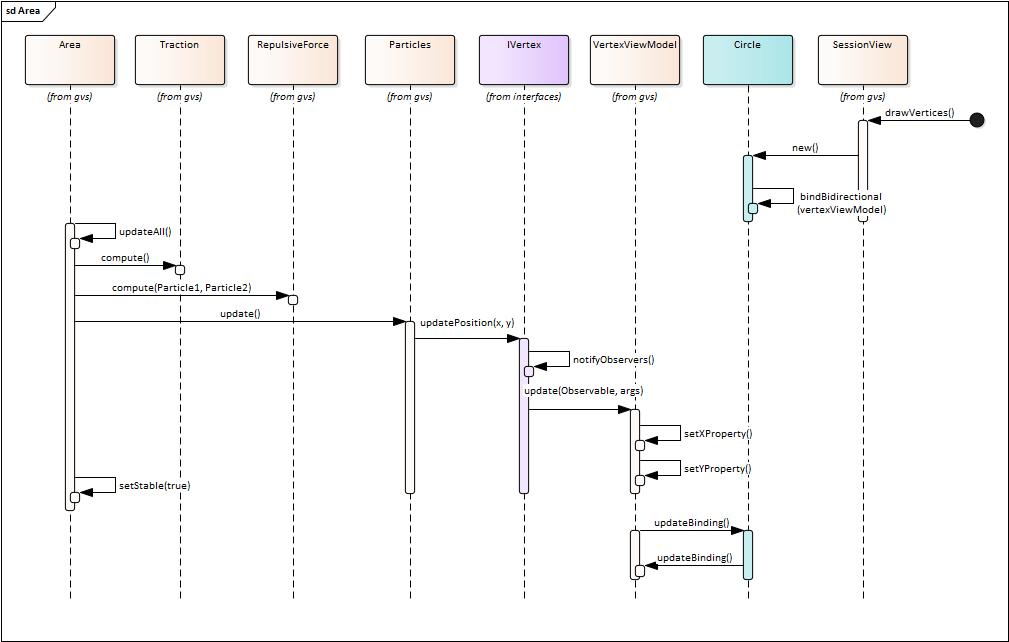 sd Area
Area
Traction
RepulsiveForce
Particles
IVertex
VertexViewModel
Circle
SessionView
(from gvs)
(from gvs)
(from gvs)
(from gvs)
(from interfaces)
(from gvs)
(from gvs)
drawVertices()
new()
bindBidirectional
(vertexViewModel)
updateAll()
compute()
compute(Particle1, Particle2)
update()
updatePosition(x, y)
notifyObservers()
update(Observable, args)
setXProperty()
setYProperty()
setStable(true)
updateBinding()
updateBinding()